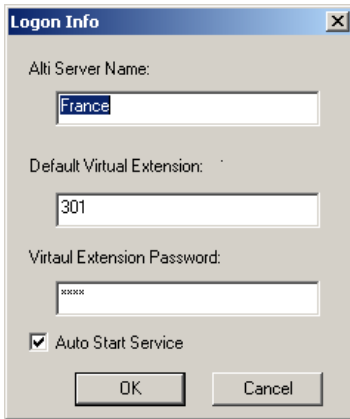 Logon Info
Alti Server Name:
France
Default Virtual Extension:
301
Virtaul Extension Password:
****
Auto Start Service
OK Cancel